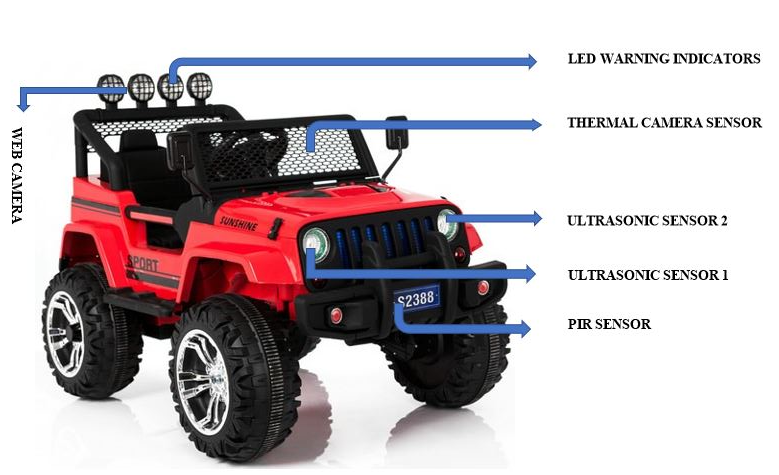 LED WARNING INDICATORS
THERMAL CAMERA SENSOR
WEB CAMERA
ULTRASONIC SENSOR 2
SUNSHINE
SPORT
ULTRASONIC SENSOR 1
S2388
PIR SENSOR